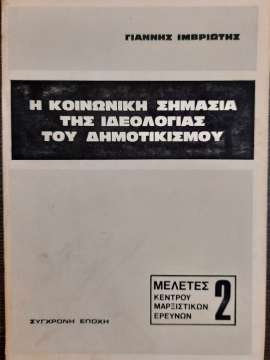 ΓΙΑΝΝΗΣ ΙΜΒΡΙΩΤΗΣ
Η ΚΟΙΝΩΝΙΚΗ ΣΗΜΑΣΙΑ
ΤΗΣ ΙΔΕΟΛΟΓΙΑΣ
ΤΟΥ ΔΗΜΟΤΙΚΙΣΜΟΥ
ΜΕΛΕΤΕΣ
ΚΕΝΤΡΟΥ
ΜΑΡΞΙΣΤΙΚΩΝ
ΕΡΕΥΝΩΝ
2
ΣΥΓΧΡΟΝΗ ΕΠΟΧΗ